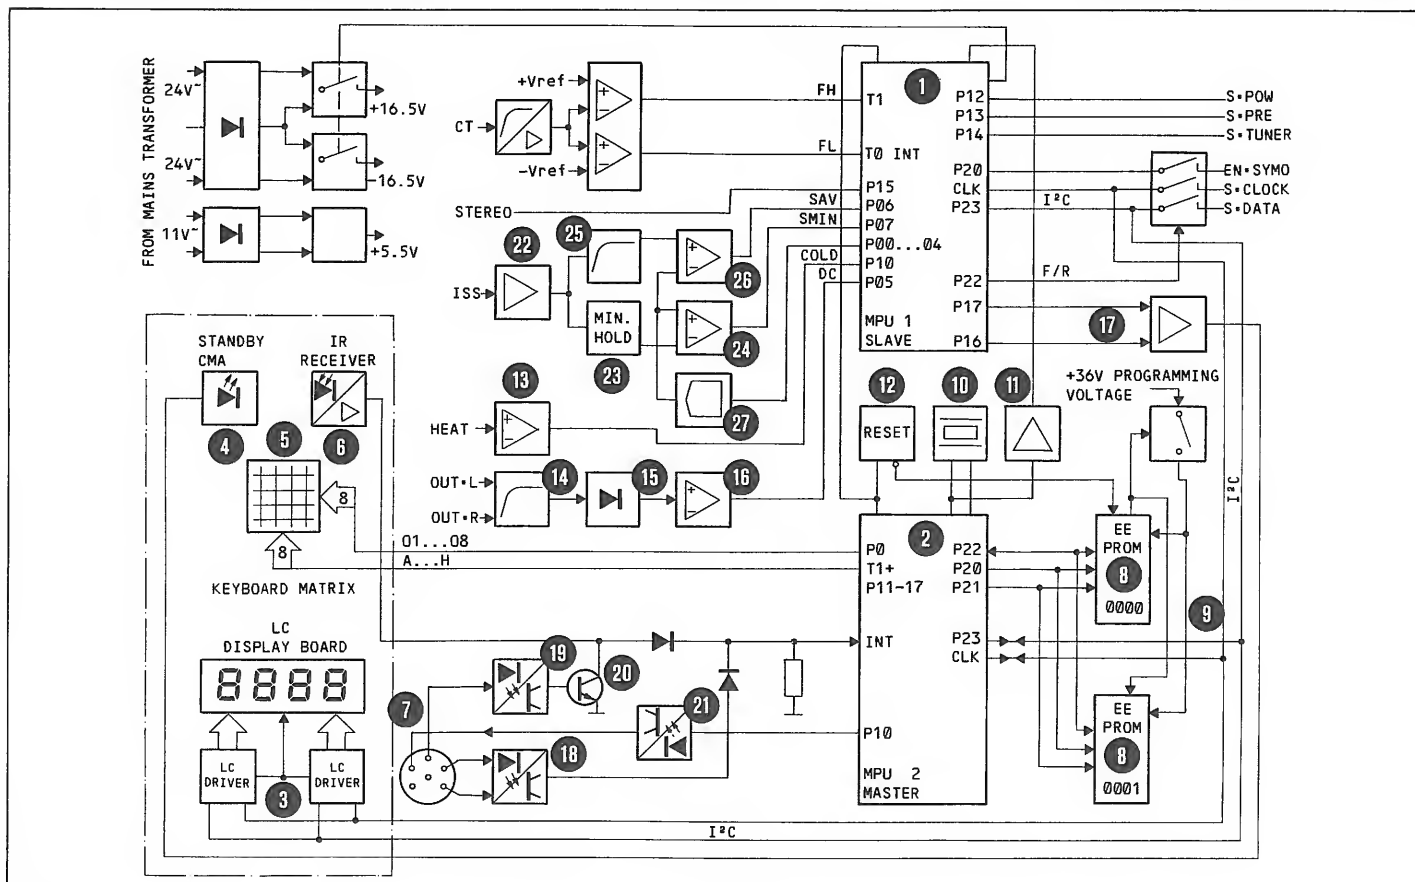 FROM MAINS TRANSFORMER
24V~
24V~
11V~
+16.5V
-16.5V
+5.5V
+Vref
CT
-Vref
FH
FL
STEREO
SAV
SMIN
COLD
DC
1
T1
T0 INT
P15
P06
P07
P00...04
P10
P05
MPU 1
SLAVE
P12
P13
P14
P20
CLK
P23
P22
P17
P16
S•POW
S•PRE
S•TUNER
EN•SYMO
S•CLOCK
S•DATA
I²C
F/R
17
22
25
26
ISS
MIN.
HOLD
23
24
27
13
HEAT
12
10
11
RESET
+36V PROGRAMMING
VOLTAGE
OUT•L
OUT•R
14
15
16
STANDBY
CMA
IR
RECEIVER
4
5
6
8
8
KEYBOARD MATRIX
O1...O8
A...H
2
P0
T1+
P11-17
INT
P10
MPU 2
MASTER
P22
P20
P21
P23
CLK
EE
PROM
8
0000
9
I²C
EE
PROM
8
0001
LC
DISPLAY BOARD
8888
LC
DRIVER
3
LC
DRIVER
7
19
20
21
18
I²C